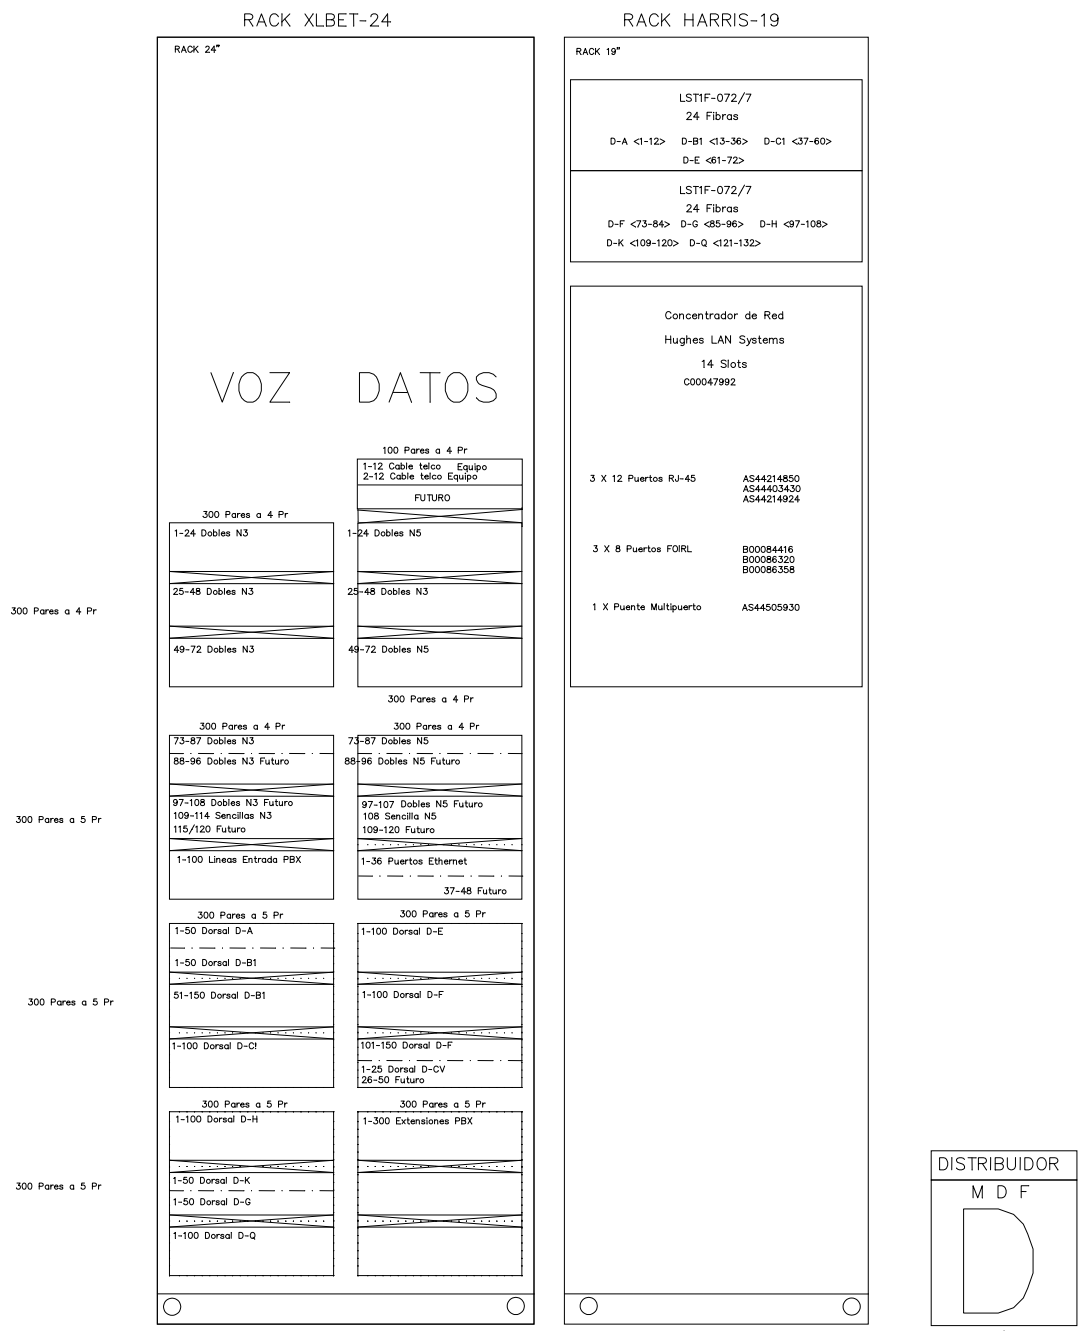 RACK XLBET-24
RACK 24"
VOZ DATOS
100 Pares a 4 Pr
1-12 Cable telco Equipo
2-12 Cable telco Equipo
FUTURO
300 Pares a 4 Pr
1-24 Dobles N3
1-24 Dobles N5
25-48 Dobles N3
25-48 Dobles N3
300 Pares a 4 Pr
49-72 Dobles N3
49-72 Dobles N5
300 Pares a 4 Pr
300 Pares a 4 Pr
300 Pares a 4 Pr
73-87 Dobles N3
88-96 Dobles N3 Futuro
73-87 Dobles N5
88-96 Dobles N5 Futuro
97-108 Dobles N3 Futuro
109-114 Sencillas N3
115/120 Futuro
97-107 Dobles N5 Futuro
108 Sencilla N5
109-120 Futuro
300 Pares a 5 Pr
1-100 Lineas Entrada PBX
1-36 Puertos Ethernet
37-48 Futuro
300 Pares a 5 Pr
300 Pares a 5 Pr
1-50 Dorsal D-A
1-50 Dorsal D-B1
1-100 Dorsal D-E
51-150 Dorsal D-B1
1-100 Dorsal D-F
300 Pares a 5 Pr
1-100 Dorsal D-C!
101-150 Dorsal D-F
1-25 Dorsal D-CV
26-50 Futuro
300 Pares a 5 Pr
300 Pares a 5 Pr
1-100 Dorsal D-H
1-300 Extensiones PBX
1-50 Dorsal D-K
300 Pares a 5 Pr
1-50 Dorsal D-G
1-100 Dorsal D-Q
RACK HARRIS-19
RACK 19"
LST1F-072/7
24 Fibras
D-A <1-12> D-B1 <13-36> D-C1 <37-60>
D-E <61-72>
LST1F-072/7
24 Fibras
D-F <73-84> D-G <85-96> D-H <97-108>
D-K <109-120> D-Q <121-132>
Concentrador de Red
Hughes LAN Systems
14 Slots
C00047992
3 X 12 Puertos RJ-45 AS44214850
AS44403430
AS44214924
3 X 8 Puertos FOIRL B00084416
B00086320
B00086358
1 X Puente Multipuerto AS44505930
DISTRIBUIDOR
M D F